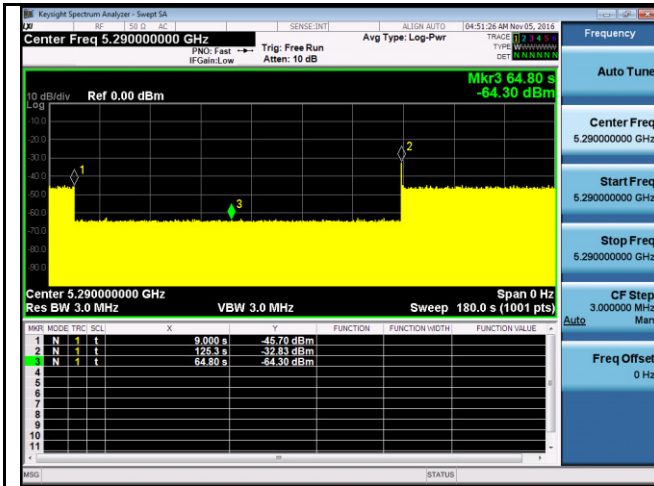 Keysight Spectrum Analyzer - Swept SA
LXI RF 50 Ω AC SENSE:INT ALIGN AUTO 04:51:26 AM Nov 05, 2016
Center Freq 5.290000000 GHz Avg Type: Log-Pwr TRACE 1 2 3 4 5 6
PNO: Fast Trig: Free Run TYPE WWWWWW
IFGain:Low Atten: 10 dB DET N N N N N N
Mkr3 64.80 s
10 dB/div Ref 0.00 dBm -64.30 dBm
Log
-10.0
-20.0
-30.0
-40.0
-50.0
-60.0
-70.0
-80.0
-90.0
1
2
3
Center 5.290000000 GHz Span 0 Hz
Res BW 3.0 MHz VBW 3.0 MHz Sweep 180.0 s (1001 pts)
MKR MODE TRC SCL X Y FUNCTION FUNCTION WIDTH FUNCTION VALUE
1 N 1 t 9.000 s -45.70 dBm
2 N 1 t 125.3 s -32.83 dBm
3 N 1 t 64.80 s -64.30 dBm
4
5
6
7
8
9
10
11
MSG STATUS
Frequency
Auto Tune
Center Freq
5.290000000 GHz
Start Freq
5.290000000 GHz
Stop Freq
5.290000000 GHz
CF Step
3.000000 MHz
Auto Man
Freq Offset
0 Hz